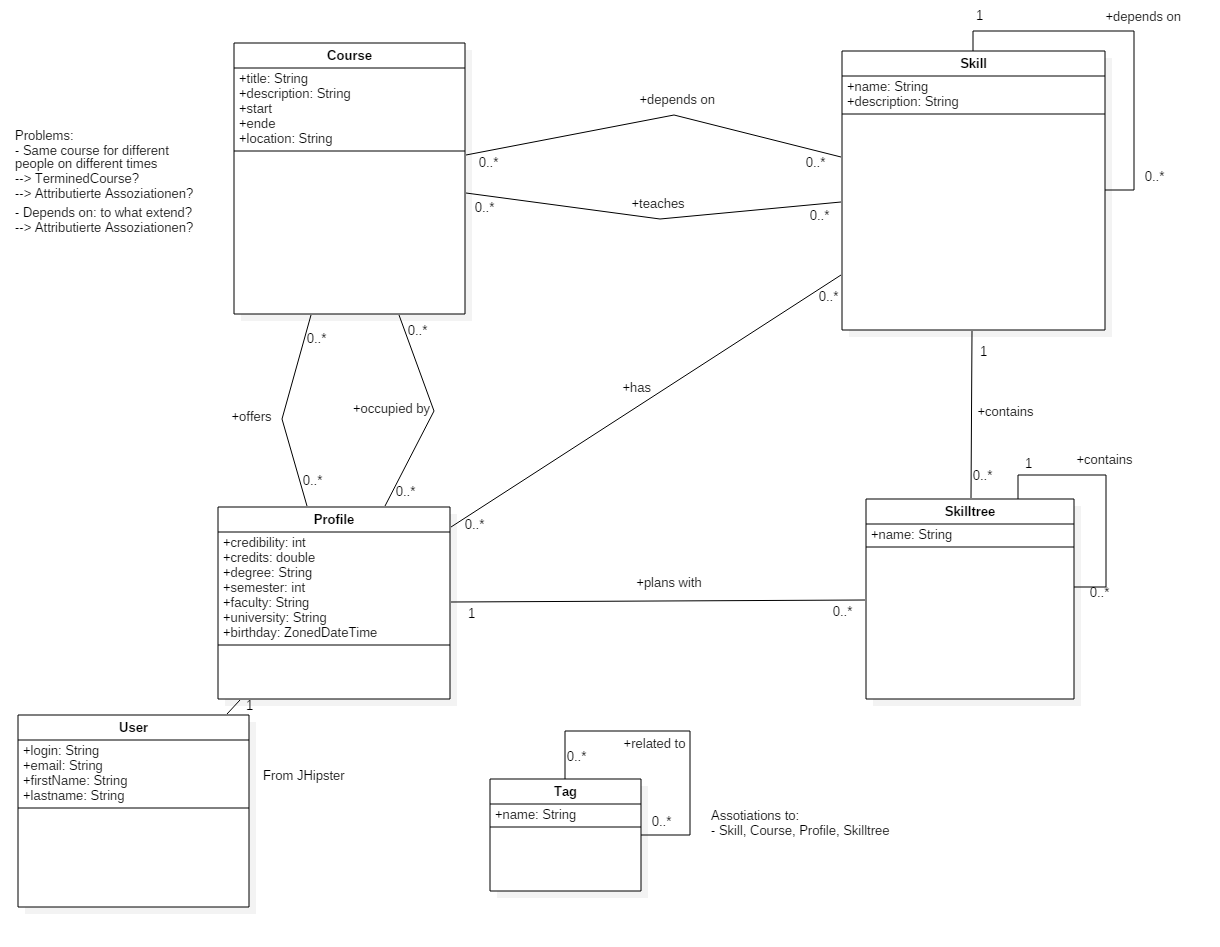 1
+depends on
Course
+title: String
+description: String
+start
+ende
+location: String
Skill
+name: String
+description: String
+depends on
0..*
0..*
0..*
+teaches
0..*
0..*
Problems:
- Same course for different
people on different times
--> TerminedCourse?
--> Attributierte Assoziationen?
- Depends on: to what extend?
--> Attributierte Assoziationen?
0..*
0..*
0..*
1
+has
+offers
+occupied by
+contains
0..*
0..*
0..*
0..*
1
+contains
0..*
Profile
+credibility: int
+credits: double
+degree: String
+semester: int
+faculty: String
+university: String
+birthday: ZonedDateTime
Skilltree
+name: String
+plans with
1
0..*
1
User
+login: String
+email: String
+firstName: String
+lastname: String
From JHipster
+related to
0..*
Tag
+name: String
0..*
Assotiations to:
- Skill, Course, Profile, Skilltree